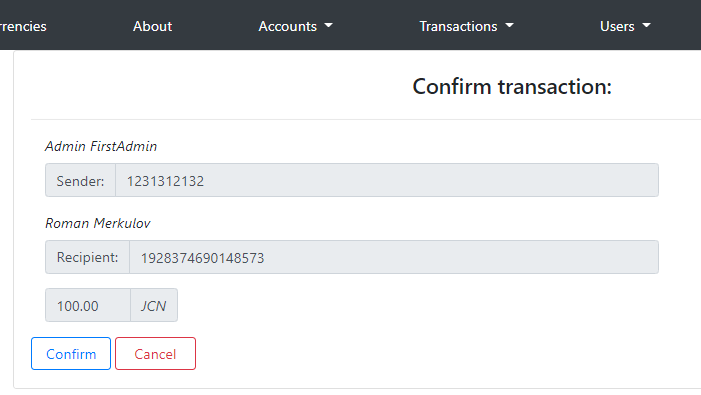 About Accounts Transactions Users
Confirm transaction:
Admin FirstAdmin
Sender: 1231312132
Roman Merkulov
Recipient: 1928374690148573
100.00 JCN
Confirm Cancel